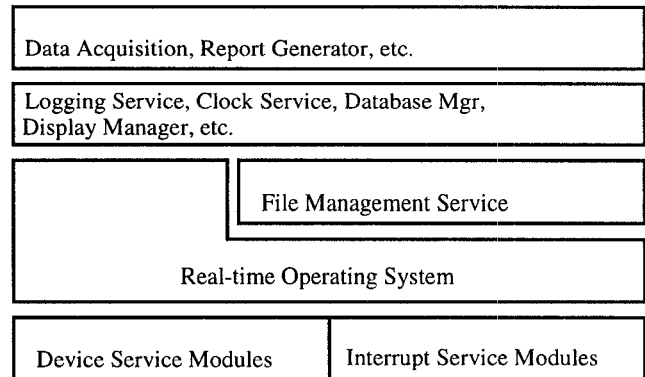 Data Acquisition, Report Generator, etc.
Logging Service, Clock Service, Database Mgr,
Display Manager, etc.
File Management Service
Real-time Operating System
Device Service Modules
Interrupt Service Modules